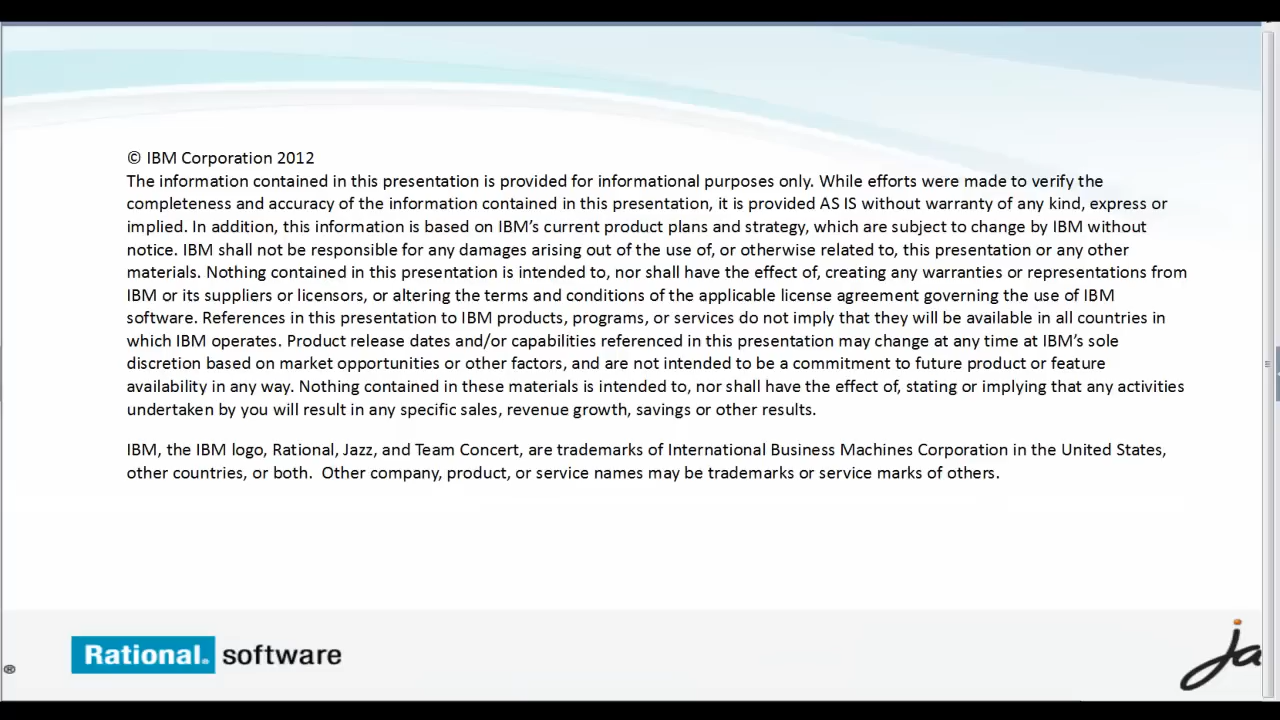 © IBM Corporation 2012
The information contained in this presentation is provided for informational purposes only. While efforts were made to verify the
completeness and accuracy of the information contained in this presentation, it is provided AS IS without warranty of any kind, express or
implied. In addition, this information is based on IBM’s current product plans and strategy, which are subject to change by IBM without
notice. IBM shall not be responsible for any damages arising out of the use of, or otherwise related to, this presentation or any other
materials. Nothing contained in this presentation is intended to, nor shall have the effect of, creating any warranties or representations from
IBM or its suppliers or licensors, or altering the terms and conditions of the applicable license agreement governing the use of IBM
software. References in this presentation to IBM products, programs, or services do not imply that they will be available in all countries in
which IBM operates. Product release dates and/or capabilities referenced in this presentation may change at any time at IBM’s sole
discretion based on market opportunities or other factors, and are not intended to be a commitment to future product or feature
availability in any way. Nothing contained in these materials is intended to, nor shall have the effect of, stating or implying that any activities
undertaken by you will result in any specific sales, revenue growth, savings or other results.
IBM, the IBM logo, Rational, Jazz, and Team Concert, are trademarks of International Business Machines Corporation in the United States,
other countries, or both.  Other company, product, or service names may be trademarks or service marks of others.
® Rational® software ja